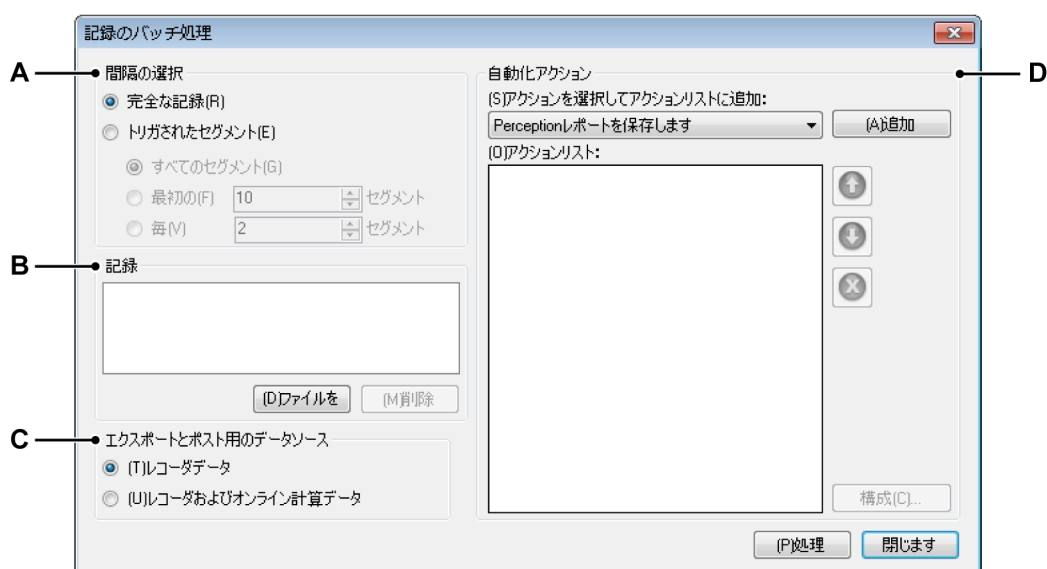 記録のバッチ処理
A
間隔の選択
完全な記録(R)
トリガされたセグメント(E)
すべてのセグメント(G)
最初の(F) 10 セグメント
毎(V) 2 セグメント
B
記録
(D)ファイルを
(M)削除
C
エクスポートとポスト用のデータソース
(T)レコーダデータ
(U)レコーダおよびオンライン計算データ
D
自動化アクション
(S)アクションを選択してアクションリストに追加:
Perceptionレポートを保存します
(A)追加
(O)アクションリスト:
構成(C)...
(P)処理
閉じます